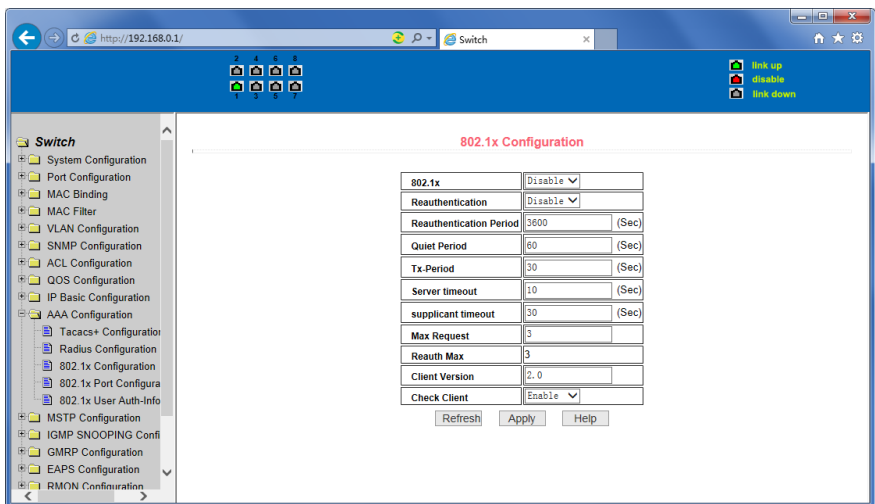 http://192.168.0.1/
Switch
2 4 6 8
1 3 5 7
link up
disable
link down
Switch
System Configuration
Port Configuration
MAC Binding
MAC Filter
VLAN Configuration
SNMP Configuration
ACL Configuration
QOS Configuration
IP Basic Configuration
AAA Configuration
Tacacs+ Configuration
Radius Configuration
802.1x Configuration
802.1x Port Configura
802.1x User Auth-Info
MSTP Configuration
IGMP SNOOPING Confi
GMRP Configuration
EAPS Configuration
RMON Configuration
802.1x Configuration
802.1x Disable
Reauthentication Disable
Reauthentication Period 3600 (Sec)
Quiet Period 60 (Sec)
Tx-Period 30 (Sec)
Server timeout 10 (Sec)
supplicant timeout 30 (Sec)
Max Request 3
Reauth Max 3
Client Version 2.0
Check Client Enable
Refresh Apply Help